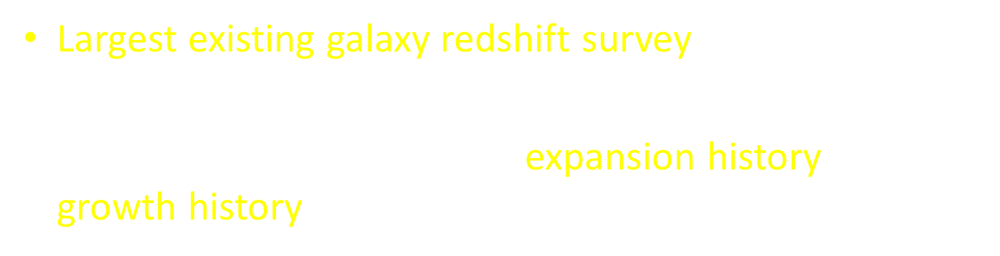 • Largest existing galaxy redshift survey
expansion history
growth history